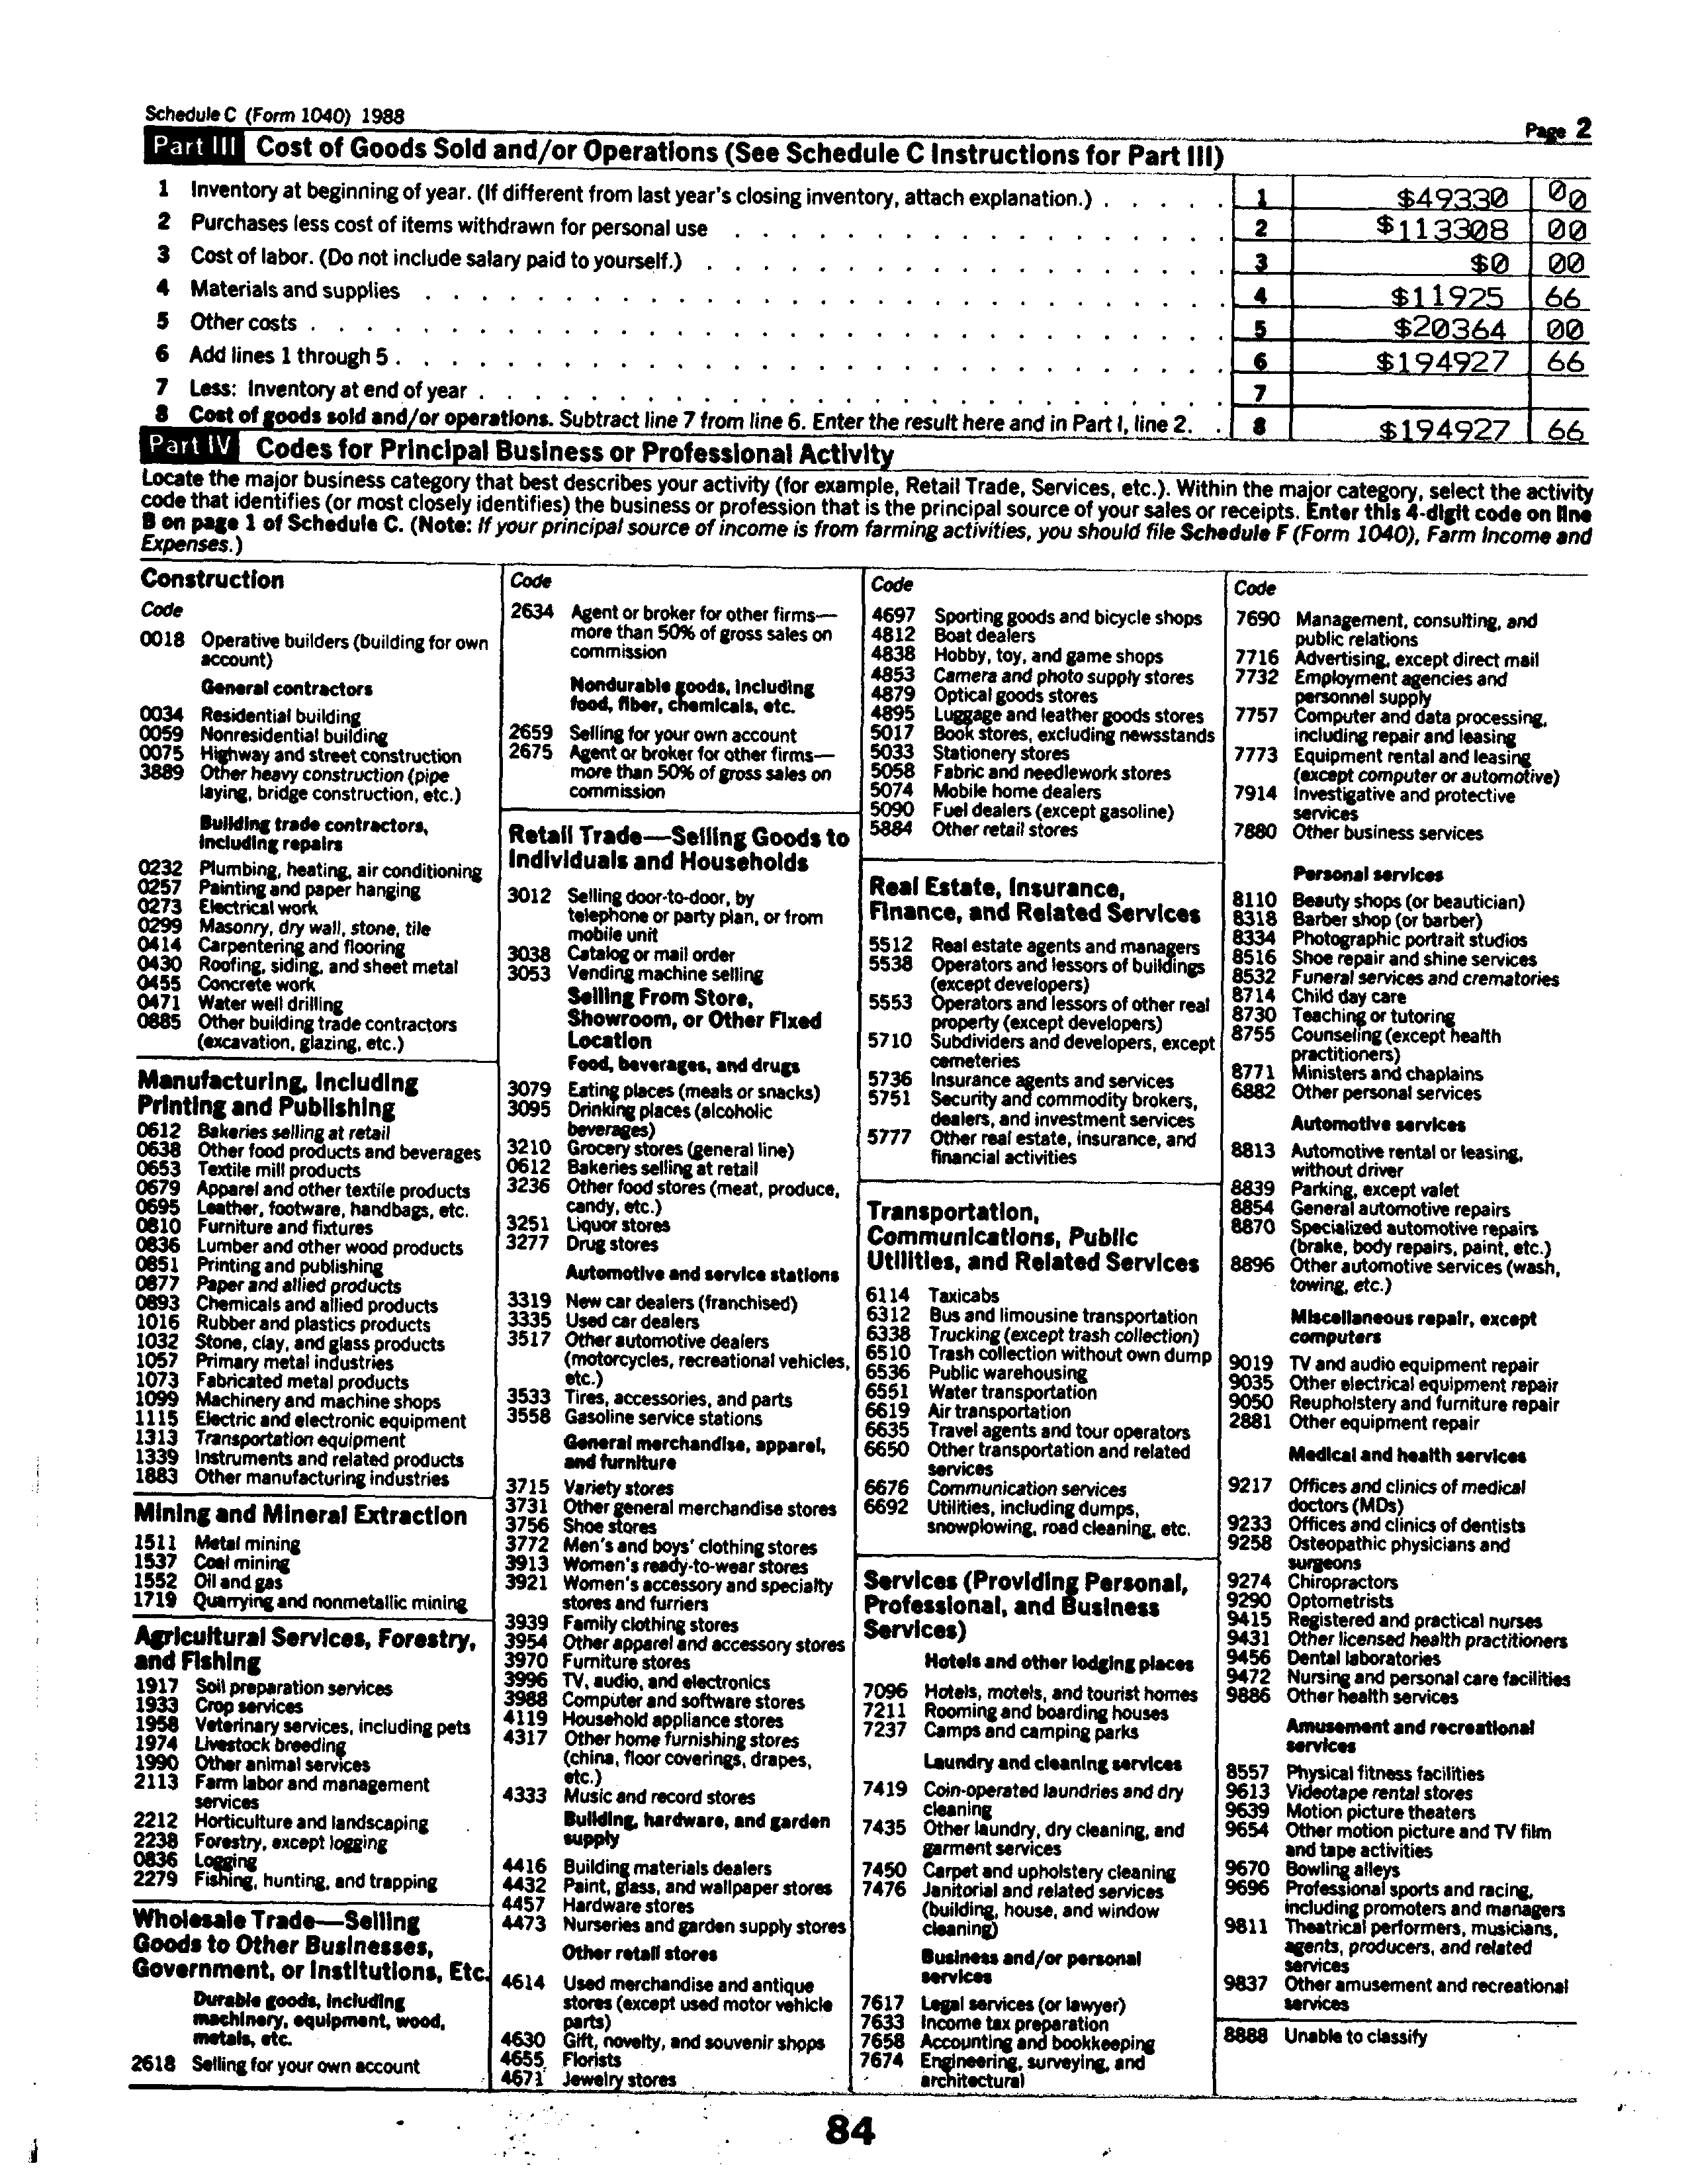 Schedule C (Form 1040) 1988
Page 2
Part III Cost of Goods Sold and/or Operations (See Schedule C Instructions for Part III)
1 Inventory at beginning of year. (If different from last year's closing inventory, attach explanation.) . . . . . 1 $49330 00
2 Purchases less cost of items withdrawn for personal use . . . . . 2 $113308 00
3 Cost of labor. (Do not include salary paid to yourself.) . . . . . 3 $0 00
4 Materials and supplies . . . . . 4 $11925 66
5 Other costs . . . . . 5 $20364 00
6 Add lines 1 through 5 . . . . . 6 $194927 66
7 Less: Inventory at end of year . . . . . 7
8 Cost of goods sold and/or operations. Subtract line 7 from line 6. Enter the result here and in Part I, line 2. . 8 $194927 66
Part IV Codes for Principal Business or Professional Activity
Locate the major business category that best describes your activity (for example, Retail Trade, Services, etc.). Within the major category, select the activity
code that identifies (or most closely identifies) the business or profession that is the principal source of your sales or receipts. Enter this 4-digit code on line
B on page 1 of Schedule C. (Note: If your principal source of income is from farming activities, you should file Schedule F (Form 1040), Farm Income and
Expenses.)
Construction
Code
0018 Operative builders (building for own
account)
General contractors
0034 Residential building
0059 Nonresidential building
0075 Highway and street construction
3889 Other heavy construction (pipe
laying, bridge construction, etc.)
Building trade contractors,
including repairs
0232 Plumbing, heating, air conditioning
0257 Painting and paper hanging
0273 Electrical work
0299 Masonry, dry wall, stone, tile
0414 Carpentering and flooring
0430 Roofing, siding, and sheet metal
0455 Concrete work
0471 Water well drilling
0885 Other building trade contractors
(excavation, glazing, etc.)
Manufacturing, Including
Printing and Publishing
0612 Bakeries selling at retail
0638 Other food products and beverages
0653 Textile mill products
0679 Apparel and other textile products
0695 Leather, footware, handbags, etc.
0810 Furniture and fixtures
0836 Lumber and other wood products
0851 Printing and publishing
0877 Paper and allied products
0893 Chemicals and allied products
1016 Rubber and plastics products
1032 Stone, clay, and glass products
1057 Primary metal industries
1073 Fabricated metal products
1099 Machinery and machine shops
1115 Electric and electronic equipment
1313 Transportation equipment
1339 Instruments and related products
1883 Other manufacturing industries
Mining and Mineral Extraction
1511 Metal mining
1537 Coal mining
1552 Oil and gas
1719 Quarrying and nonmetallic mining
Agricultural Services, Forestry,
and Fishing
1917 Soil preparation services
1933 Crop services
1958 Veterinary services, including pets
1974 Livestock breeding
1990 Other animal services
2113 Farm labor and management
services
2212 Horticulture and landscaping
2238 Forestry, except logging
0836 Logging
2279 Fishing, hunting, and trapping
Wholesale Trade—Selling
Goods to Other Businesses,
Government, or Institutions, Etc.
Durable goods, including
machinery, equipment, wood,
metals, etc.
2618 Selling for your own account
Code
2634 Agent or broker for other firms—
more than 50% of gross sales on
commission
Nondurable goods, including
food, fiber, chemicals, etc.
2659 Selling for your own account
2675 Agent or broker for other firms—
more than 50% of gross sales on
commission
Retail Trade—Selling Goods to
Individuals and Households
3012 Selling door-to-door, by
telephone or party plan, or from
mobile unit
3038 Catalog or mail order
3053 Vending machine selling
Selling From Store,
Showroom, or Other Fixed
Location
Food, beverages, and drugs
3079 Eating places (meals or snacks)
3095 Drinking places (alcoholic
beverages)
3210 Grocery stores (general line)
0612 Bakeries selling at retail
3236 Other food stores (meat, produce,
candy, etc.)
3251 Liquor stores
3277 Drug stores
Automotive and service stations
3319 New car dealers (franchised)
3335 Used car dealers
3517 Other automotive dealers
(motorcycles, recreational vehicles,
etc.)
3533 Tires, accessories, and parts
3558 Gasoline service stations
General merchandise, apparel,
and furniture
3715 Variety stores
3731 Other general merchandise stores
3756 Shoe stores
3772 Men's and boys' clothing stores
3913 Women's ready-to-wear stores
3921 Women's accessory and specialty
stores and furriers
3939 Family clothing stores
3954 Other apparel and accessory stores
3970 Furniture stores
3996 TV, audio, and electronics
3988 Computer and software stores
4119 Household appliance stores
4317 Other home furnishing stores
(china, floor coverings, drapes,
etc.)
4333 Music and record stores
Building, hardware, and garden
supply
4416 Building materials dealers
4432 Paint, glass, and wallpaper stores
4457 Hardware stores
4473 Nurseries and garden supply stores
Other retail stores
4614 Used merchandise and antique
stores (except used motor vehicle
parts)
4630 Gift, novelty, and souvenir shops
4655 Florists
4671 Jewelry stores
Code
4697 Sporting goods and bicycle shops
4812 Boat dealers
4838 Hobby, toy, and game shops
4853 Camera and photo supply stores
4879 Optical goods stores
4895 Luggage and leather goods stores
5017 Book stores, excluding newsstands
5033 Stationery stores
5058 Fabric and needlework stores
5074 Mobile home dealers
5090 Fuel dealers (except gasoline)
5884 Other retail stores
Real Estate, Insurance,
Finance, and Related Services
5512 Real estate agents and managers
5538 Operators and lessors of buildings
(except developers)
5553 Operators and lessors of other real
property (except developers)
5710 Subdividers and developers, except
cemeteries
5736 Insurance agents and services
5751 Security and commodity brokers,
dealers, and investment services
5777 Other real estate, insurance, and
financial activities
Transportation,
Communications, Public
Utilities, and Related Services
6114 Taxicabs
6312 Bus and limousine transportation
6338 Trucking (except trash collection)
6510 Trash collection without own dump
6536 Public warehousing
6551 Water transportation
6619 Air transportation
6635 Travel agents and tour operators
6650 Other transportation and related
services
6676 Communication services
6692 Utilities, including dumps,
snowplowing, road cleaning, etc.
Services (Providing Personal,
Professional, and Business
Services)
Hotels and other lodging places
7096 Hotels, motels, and tourist homes
7211 Rooming and boarding houses
7237 Camps and camping parks
Laundry and cleaning services
7419 Coin-operated laundries and dry
cleaning
7435 Other laundry, dry cleaning, and
garment services
7450 Carpet and upholstery cleaning
7476 Janitorial and related services
(building, house, and window
cleaning)
Business and/or personal
services
7617 Legal services (or lawyer)
7633 Income tax preparation
7658 Accounting and bookkeeping
7674 Engineering, surveying, and
architectural
Code
7690 Management, consulting, and
public relations
7716 Advertising, except direct mail
7732 Employment agencies and
personnel supply
7757 Computer and data processing,
including repair and leasing
7773 Equipment rental and leasing
(except computer or automotive)
7914 Investigative and protective
services
7880 Other business services
Personal services
8110 Beauty shops (or beautician)
8318 Barber shop (or barber)
8334 Photographic portrait studios
8516 Shoe repair and shine services
8532 Funeral services and crematories
8714 Child day care
8730 Teaching or tutoring
8755 Counseling (except health
practitioners)
8771 Ministers and chaplains
6882 Other personal services
Automotive services
8813 Automotive rental or leasing,
without driver
8839 Parking, except valet
8854 General automotive repairs
8870 Specialized automotive repairs
(brake, body repairs, paint, etc.)
8896 Other automotive services (wash,
towing, etc.)
Miscellaneous repair, except
computers
9019 TV and audio equipment repair
9035 Other electrical equipment repair
9050 Reupholstery and furniture repair
2881 Other equipment repair
Medical and health services
9217 Offices and clinics of medical
doctors (MDs)
9233 Offices and clinics of dentists
9258 Osteopathic physicians and
surgeons
9274 Chiropractors
9290 Optometrists
9415 Registered and practical nurses
9431 Other licensed health practitioners
9456 Dental laboratories
9472 Nursing and personal care facilities
9886 Other health services
Amusement and recreational
services
8557 Physical fitness facilities
9613 Videotape rental stores
9639 Motion picture theaters
9654 Other motion picture and TV film
and tape activities
9670 Bowling alleys
9696 Professional sports and racing,
including promoters and managers
9811 Theatrical performers, musicians,
agents, producers, and related
services
9837 Other amusement and recreational
services
8888 Unable to classify
84